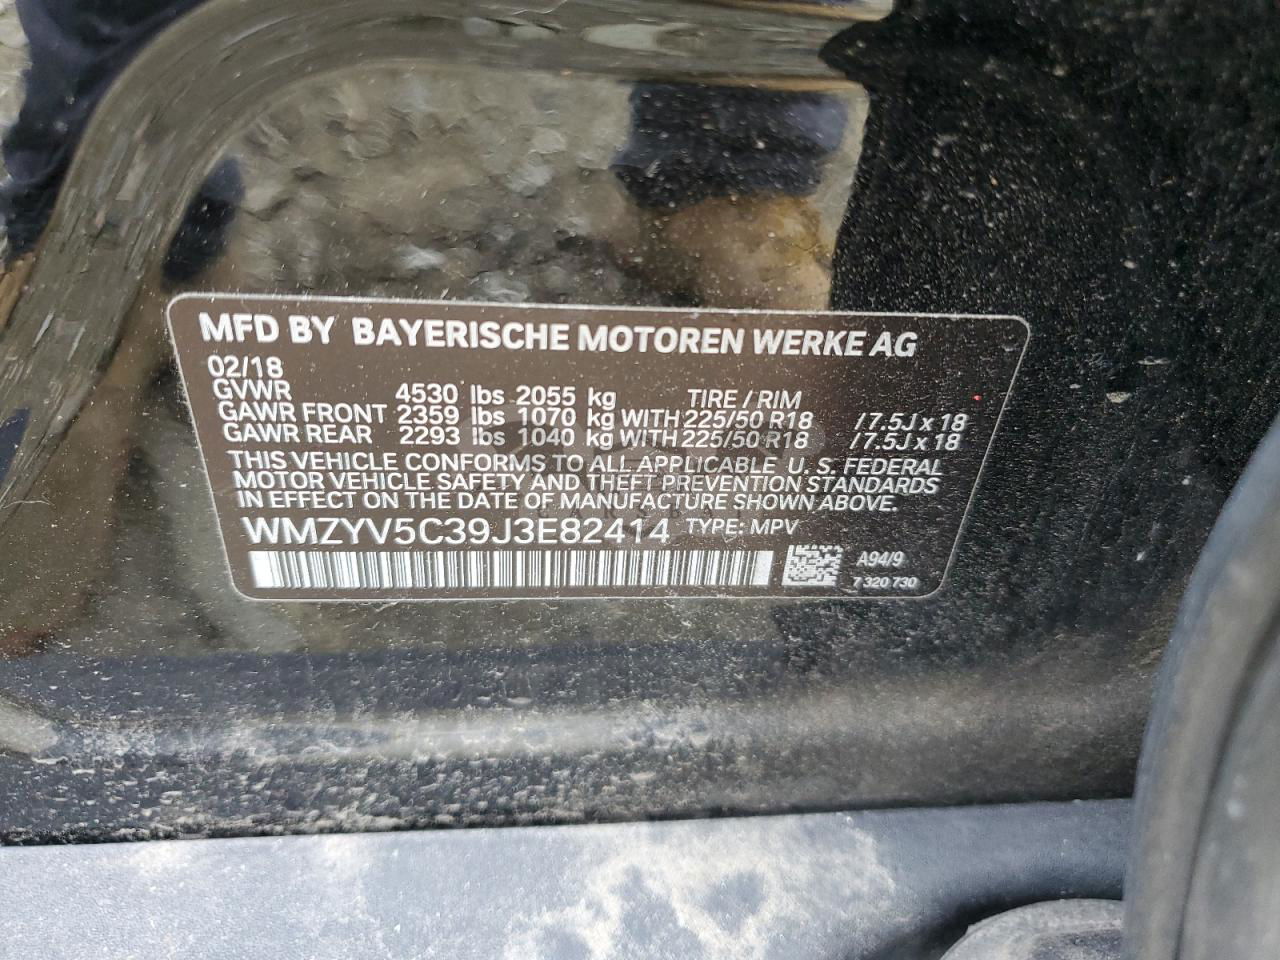 MFD BY BAYERISCHE MOTOREN WERKE AG
02/18
GVWR 4530 lbs 2055 kg TIRE / RIM
GAWR FRONT 2359 lbs 1070 kg WITH 225/50 R18 / 7.5J x 18
GAWR REAR 2293 lbs 1040 kg WITH 225/50 R18 / 7.5J x 18
THIS VEHICLE CONFORMS TO ALL APPLICABLE U. S. FEDERAL
MOTOR VEHICLE SAFETY AND THEFT PREVENTION STANDARDS
IN EFFECT ON THE DATE OF MANUFACTURE SHOWN ABOVE.
WMZYV5C39J3E82414 TYPE: MPV
A94/9
7 320 730